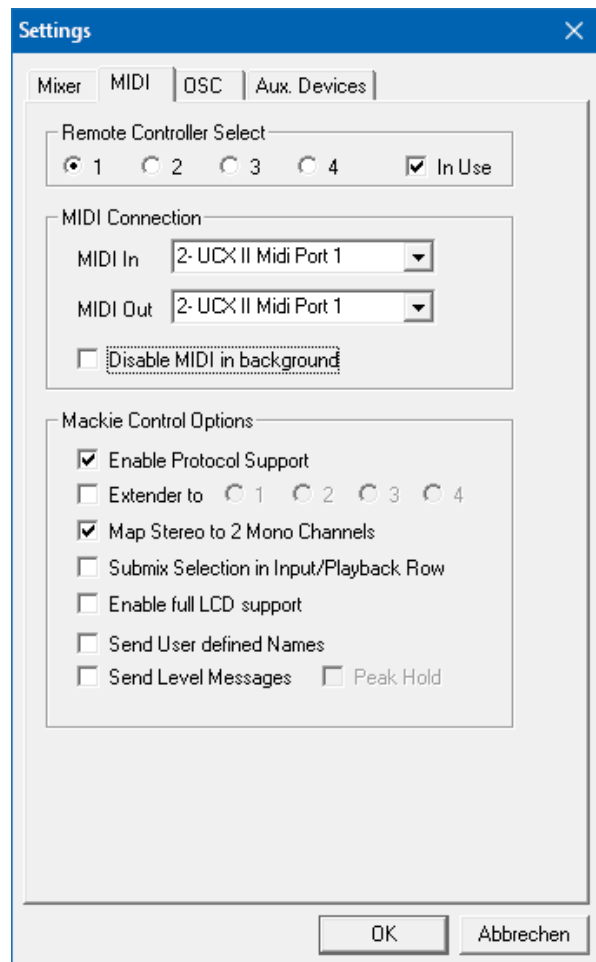 Settings
Mixer MIDI OSC Aux. Devices
Remote Controller Select
1 2 3 4 In Use
MIDI Connection
MIDI In 2- UCX II Midi Port 1
MIDI Out 2- UCX II Midi Port 1
Disable MIDI in background
Mackie Control Options
Enable Protocol Support
Extender to 1 2 3 4
Map Stereo to 2 Mono Channels
Submix Selection in Input/Playback Row
Enable full LCD support
Send User defined Names
Send Level Messages Peak Hold
OK Abbrechen